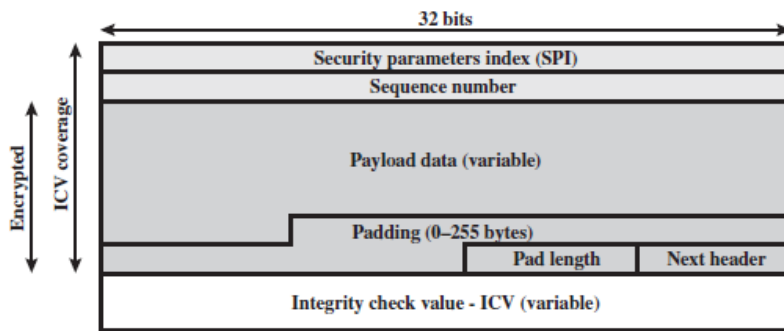 32 bits
Security parameters index (SPI)
Sequence number
Encrypted
ICV coverage
Payload data (variable)
Padding (0–255 bytes)
Pad length
Next header
Integrity check value - ICV (variable)